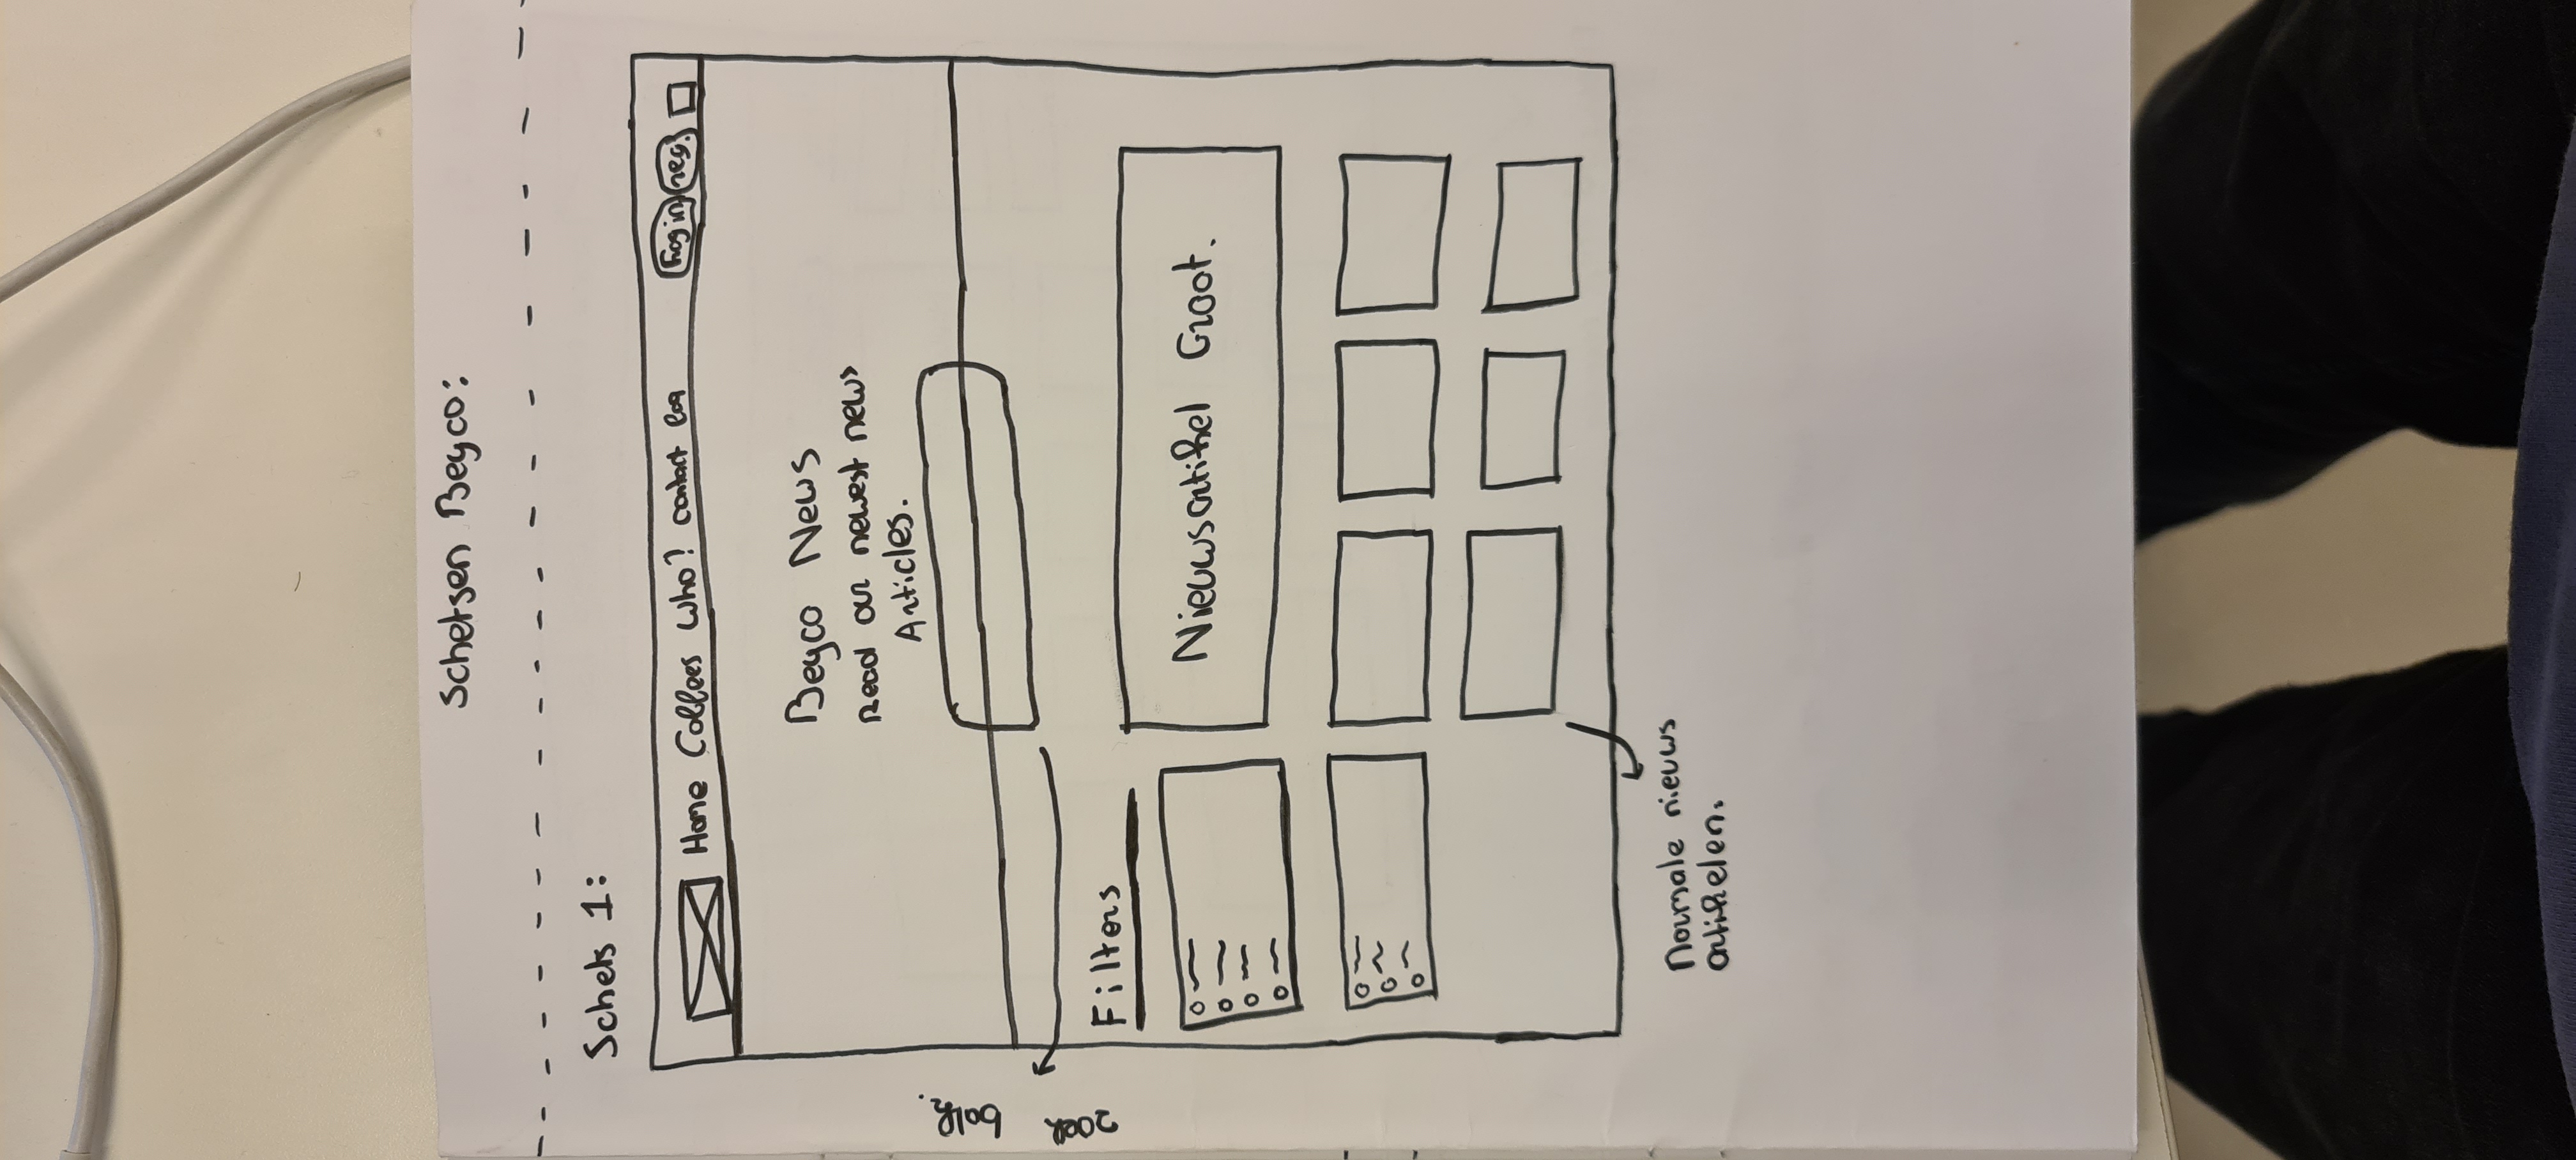 Schetsen Beyco:
Schets 1:
Home Coffees Who? contact log
Log in reg.
Beyco News
Read our newest news
Articles.
zoek balk.
Filters
Nieuwsartikel Groot.
Normale nieuws
artikelen.